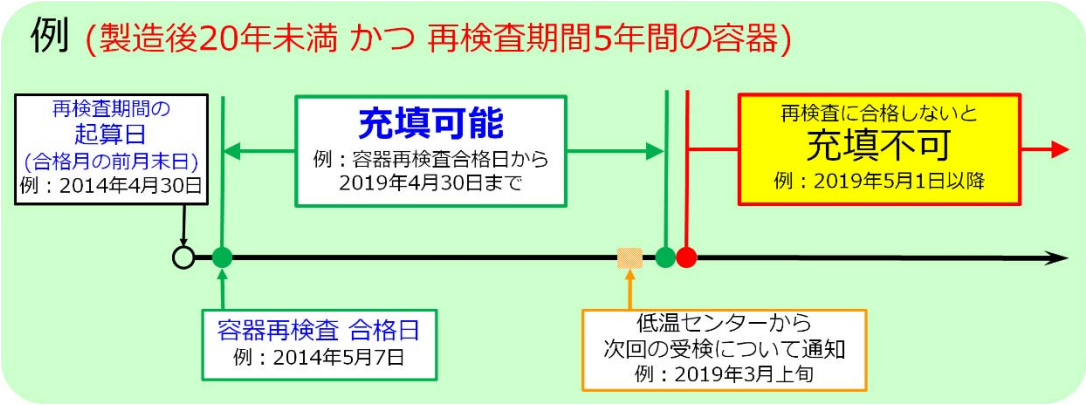 例 (製造後20年未満 かつ 再検査期間5年間の容器)
再検査期間の
起算日
(合格月の前月末日)
例：2014年4月30日
充填可能
例：容器再検査合格日から
2019年4月30日まで
再検査に合格しないと
充填不可
例：2019年5月1日以降
容器再検査 合格日
例：2014年5月7日
低温センターから
次回の受検について通知
例：2019年3月上旬